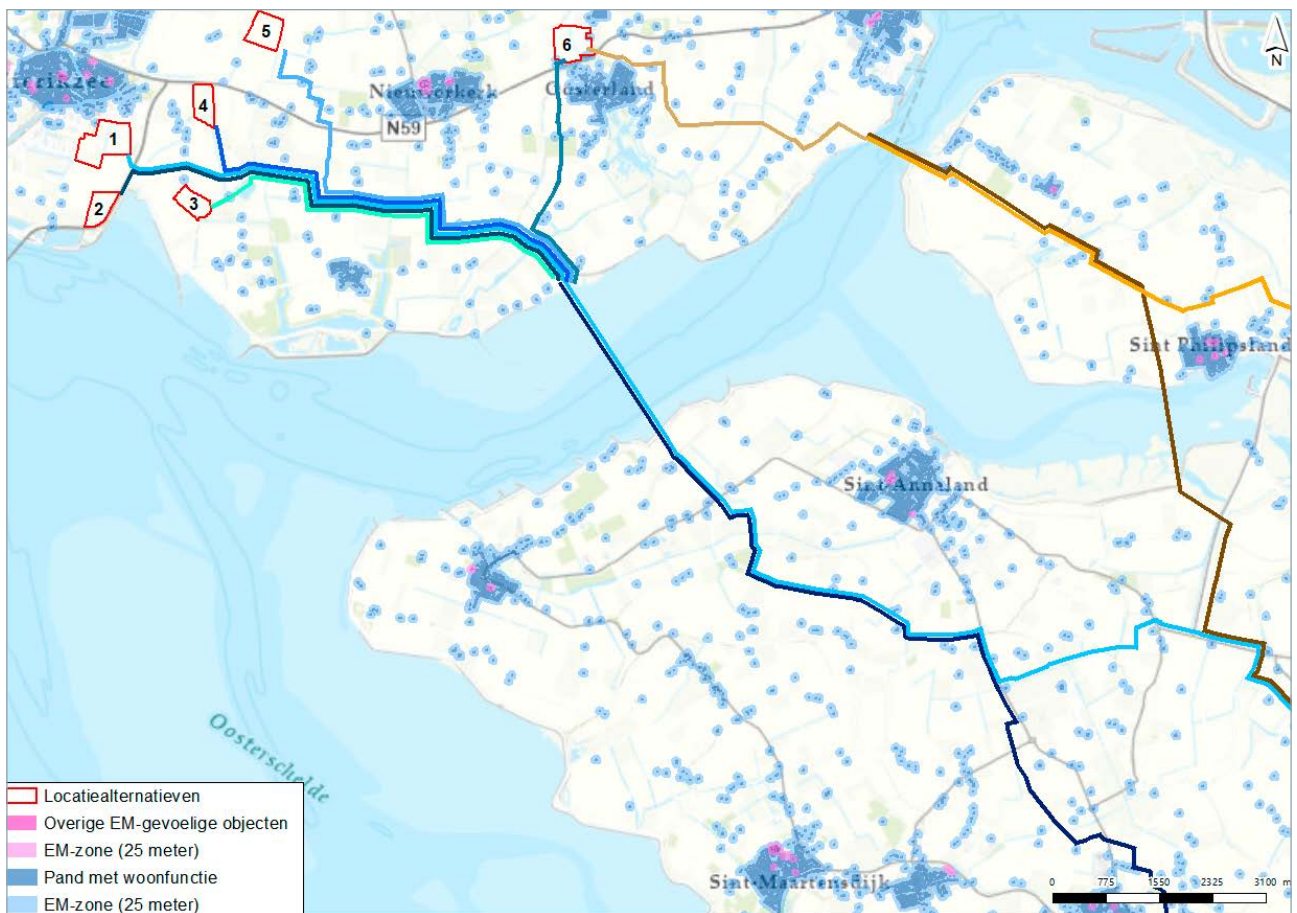 5
6
N
4
Nieuwerkerk
Oosterland
N59
1
2
3
Sint Philipsland
Sint-Annaland
Oosterschelde
Sint-Maartensdijk
Locatiealternatieven
Overige EM-gevoelige objecten
EM-zone (25 meter)
Pand met woonfunctie
EM-zone (25 meter)
0 775 1550 2325 3100 m